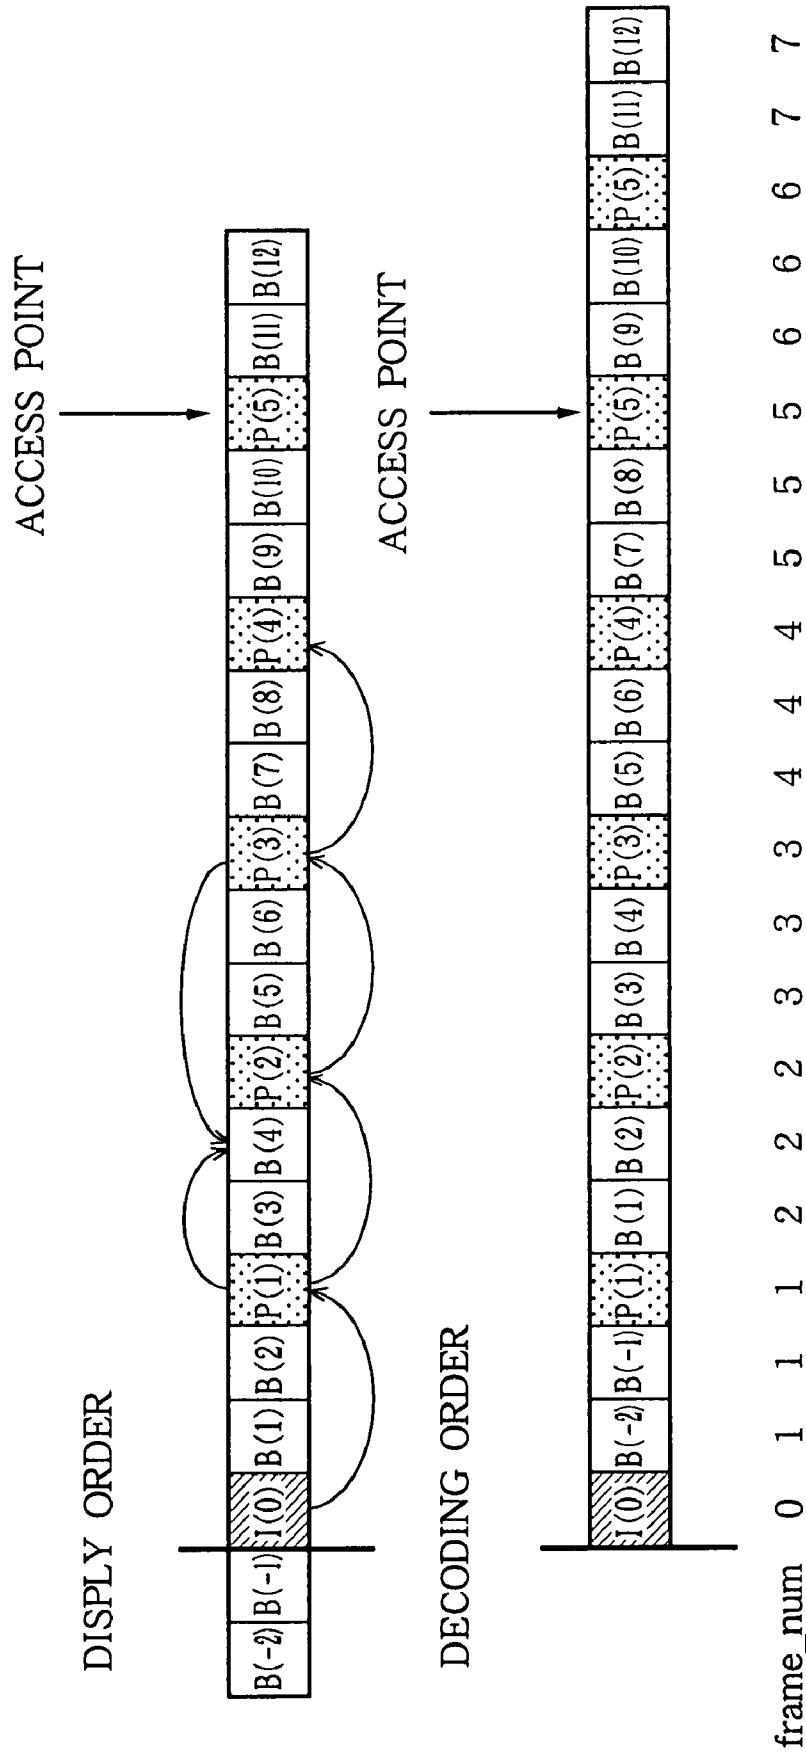 DISPLY ORDER
ACCESS POINT
B(-2) B(-1) I(0) B(1) B(2) P(1) B(3) B(4) P(2) B(5) B(6) P(3) B(7) B(8) P(4) B(9) B(10) P(5) B(11) B(12)
DECODING ORDER
ACCESS POINT
I(0) B(-2) B(-1) P(1) B(1) B(2) P(2) B(3) B(4) P(3) B(5) B(6) P(4) B(7) B(8) P(5) B(9) B(10) P(5) B(11) B(12)
frame_num 0 1 1 1 2 2 2 3 3 3 4 4 4 5 5 5 6 6 6 7 7